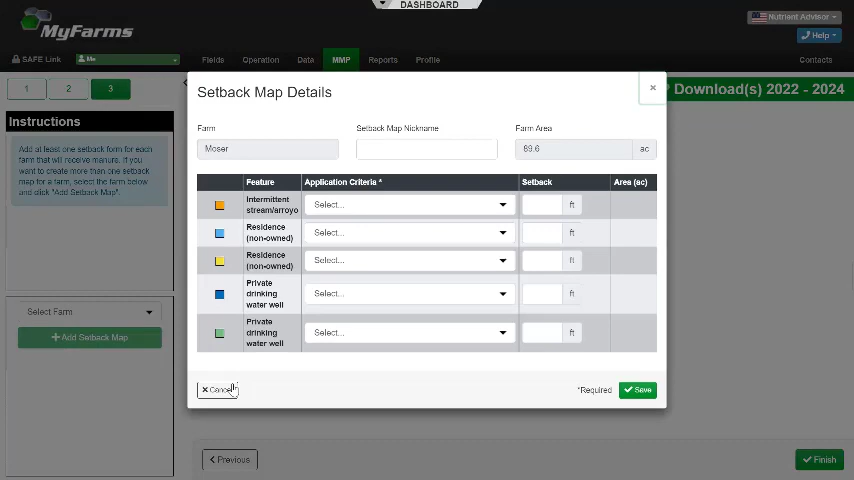 DASHBOARD
MyFarms
Nutrient Advisor
Help
SAFE Link
Me
Fields Operation Data MMP Reports Profile
Contacts
1 2 3
Download(s) 2022 - 2024
Instructions
Add at least one setback form for each
farm that will receive manure. If you
want to create more than one setback
map for a farm, select the farm below
and click "Add Setback Map".
Select Farm
Add Setback Map
Setback Map Details
×
Farm Setback Map Nickname Farm Area
Moser 89.6 ac
Feature Application Criteria * Setback Area (ac)
Intermittent
stream/arroyo
Select... ft
Residence
(non-owned)
Select... ft
Residence
(non-owned)
Select... ft
Private
drinking
water well
Select... ft
Private
drinking
water well
Select... ft
Cancel *Required Save
Previous Finish